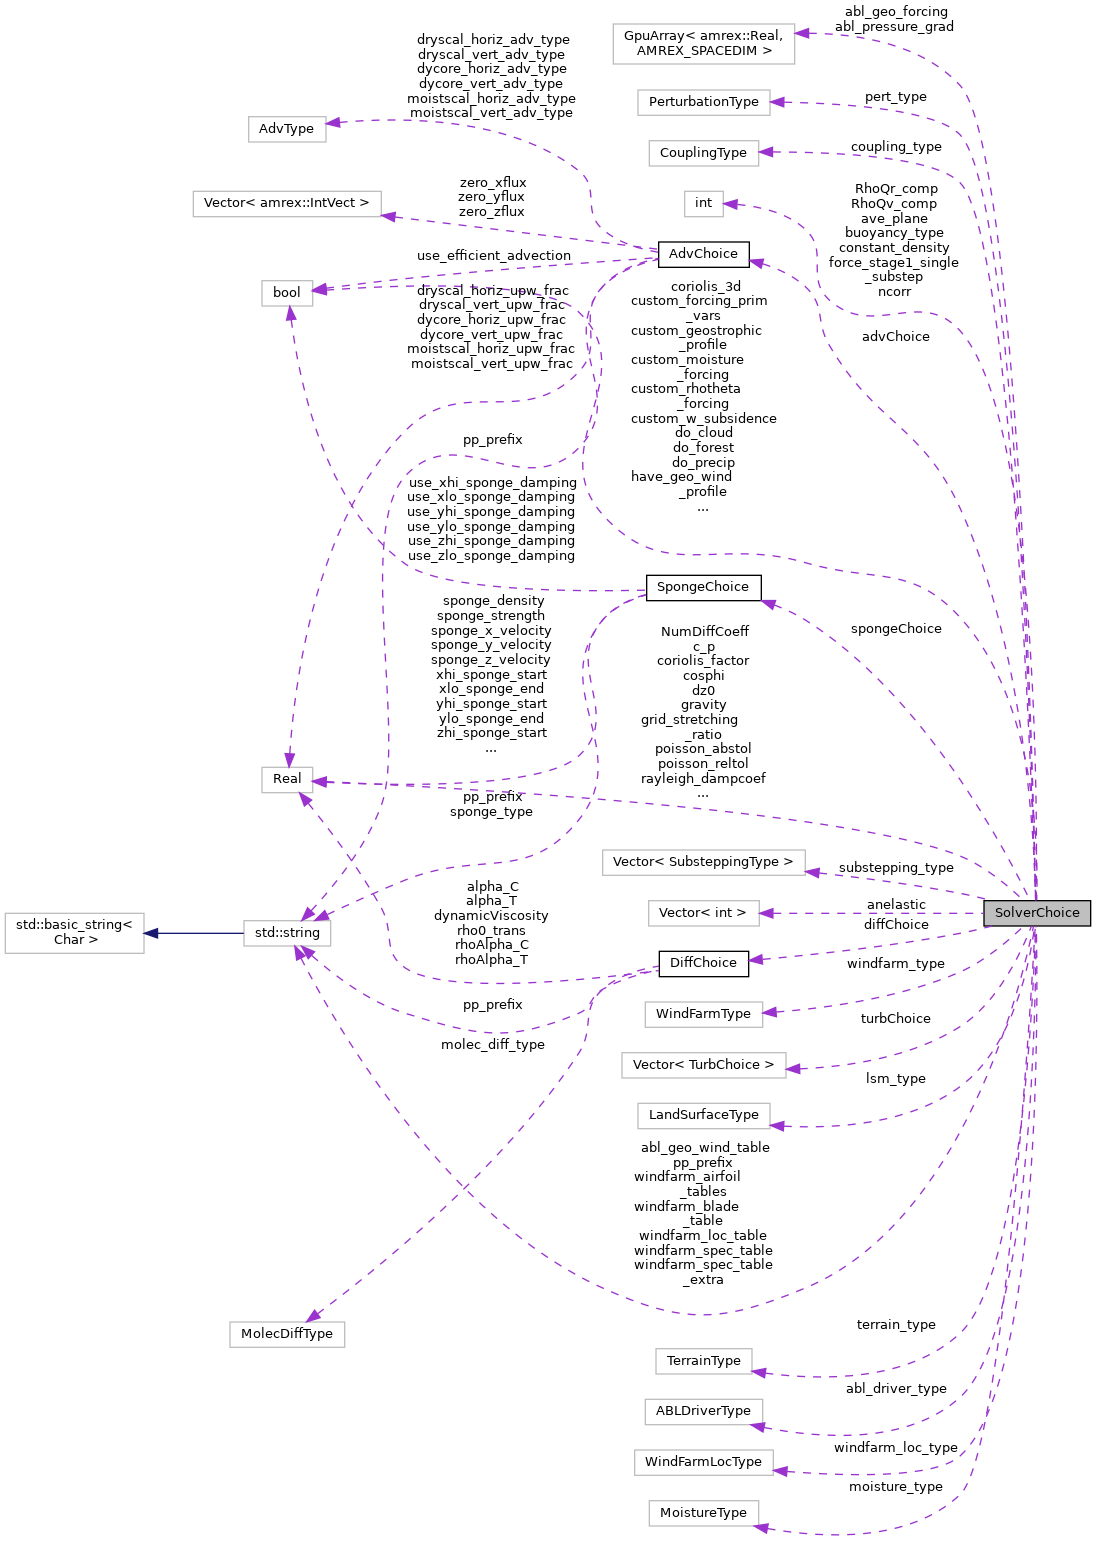 abl_geo_forcing
abl_pressure_grad
GpuArray< amrex::Real,
AMREX_SPACEDIM >
dryscal_horiz_adv_type
dryscal_vert_adv_type
dycore_horiz_adv_type
dycore_vert_adv_type
moistscal_horiz_adv_type
moistscal_vert_adv_type
pert_type
PerturbationType
AdvType
coupling_type
CouplingType
zero_xflux
zero_yflux
zero_zflux
Vector< amrex::IntVect >
int
RhoQr_comp
RhoQv_comp
ave_plane
buoyancy_type
constant_density
force_stage1_single
_substep
ncorr
use_efficient_advection
AdvChoice
bool
dryscal_horiz_upw_frac
dryscal_vert_upw_frac
dycore_horiz_upw_frac
dycore_vert_upw_frac
moistscal_horiz_upw_frac
moistscal_vert_upw_frac
coriolis_3d
custom_forcing_prim
_vars
custom_geostrophic
_profile
custom_moisture
_forcing
custom_rhotheta
_forcing
custom_w_subsidence
do_cloud
do_forest
do_precip
have_geo_wind
_profile
...
advChoice
pp_prefix
use_xhi_sponge_damping
use_xlo_sponge_damping
use_yhi_sponge_damping
use_ylo_sponge_damping
use_zhi_sponge_damping
use_zlo_sponge_damping
SpongeChoice
sponge_density
sponge_strength
sponge_x_velocity
sponge_y_velocity
sponge_z_velocity
xhi_sponge_start
xlo_sponge_end
yhi_sponge_start
ylo_sponge_end
zhi_sponge_start
...
spongeChoice
NumDiffCoeff
c_p
coriolis_factor
cosphi
dz0
gravity
grid_stretching
_ratio
poisson_abstol
poisson_reltol
rayleigh_dampcoef
...
Real
pp_prefix
sponge_type
Vector< SubsteppingType >
substepping_type
alpha_C
alpha_T
dynamicViscosity
rho0_trans
rhoAlpha_C
rhoAlpha_T
Vector< int >
anelastic
SolverChoice
diffChoice
std::basic_string<
Char >
std::string
DiffChoice
windfarm_type
pp_prefix
WindFarmType
turbChoice
molec_diff_type
Vector< TurbChoice >
lsm_type
LandSurfaceType
abl_geo_wind_table
pp_prefix
windfarm_airfoil
_tables
windfarm_blade
_table
windfarm_loc_table
windfarm_spec_table
windfarm_spec_table
_extra
MolecDiffType
terrain_type
TerrainType
abl_driver_type
ABLDriverType
windfarm_loc_type
WindFarmLocType
moisture_type
MoistureType